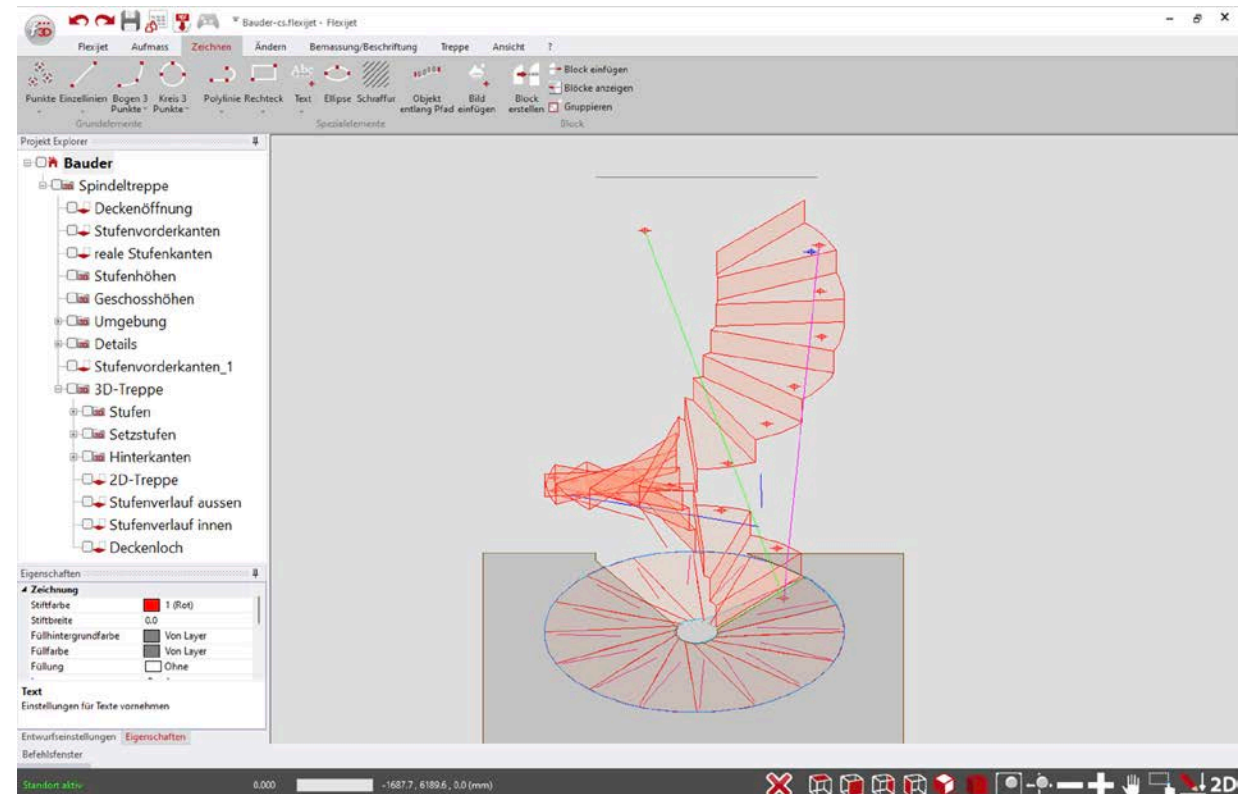 3D
Bauder-cs.flexijet - Flexijet
Flexijet Aufmass Zeichnen Ändern Bemassung/Beschriftung Treppe Ansicht ?
Abc
Block einfügen
Blöcke anzeigen
Gruppieren
Punkte Einzellinien Bogen 3 Punkte Kreis 3 Punkte Polylinie Rechteck Text Ellipse Schraffur Objekt entlang Pfad Bild einfügen Block erstellen
Grundelemente Spezialelemente Block
Projekt Explorer
Bauder
Spindeltreppe
Deckenöffnung
Stufenvorderkanten
reale Stufenkanten
Stufenhöhen
Geschosshöhen
Umgebung
Details
Stufenvorderkanten_1
3D-Treppe
Stufen
Setzstufen
Hinterkanten
2D-Treppe
Stufenverlauf aussen
Stufenverlauf innen
Deckenloch
Eigenschaften
Zeichnung
Stiftfarbe 1 (Rot)
Stiftbreite 0.0
Füllhintergrundfarbe Von Layer
Füllfarbe Von Layer
Füllung Ohne
Text
Einstellungen für Texte vornehmen
Entwurfseinstellungen Eigenschaften
Befehlsfenster
Standort aktiv 0.000 -1687.7 , 6189.6 , 0.0 (mm) 2D